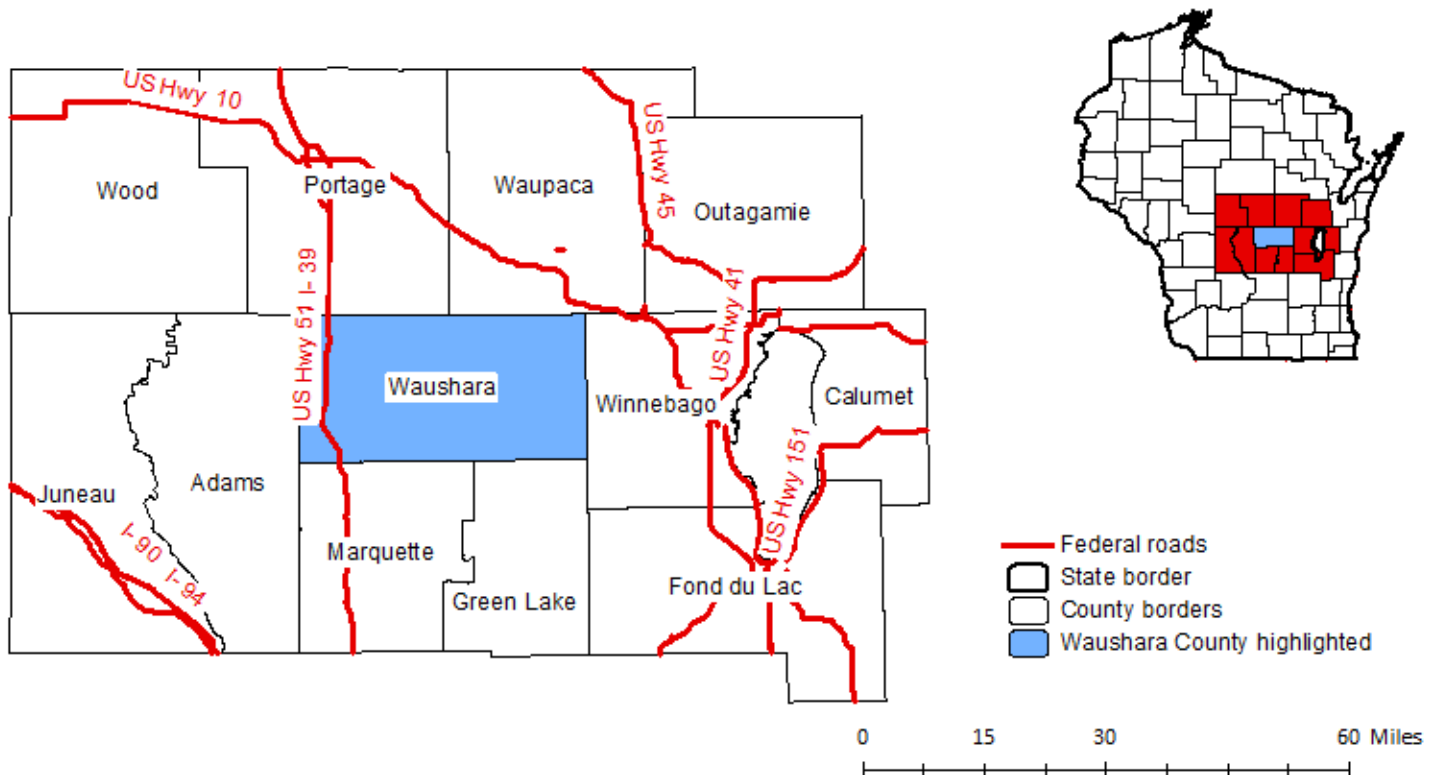 US Hwy 10
US Hwy 45
Wood
Portage
Waupaca
Outagamie
US Hwy 51 I- 39
US Hwy 41
Waushara
Winnebago
Calumet
Juneau
Adams
US Hwy 151
I- 90 I- 94
Marquette
Green Lake
Fond du Lac
Federal roads
State border
County borders
Waushara County highlighted
0 15 30 60 Miles